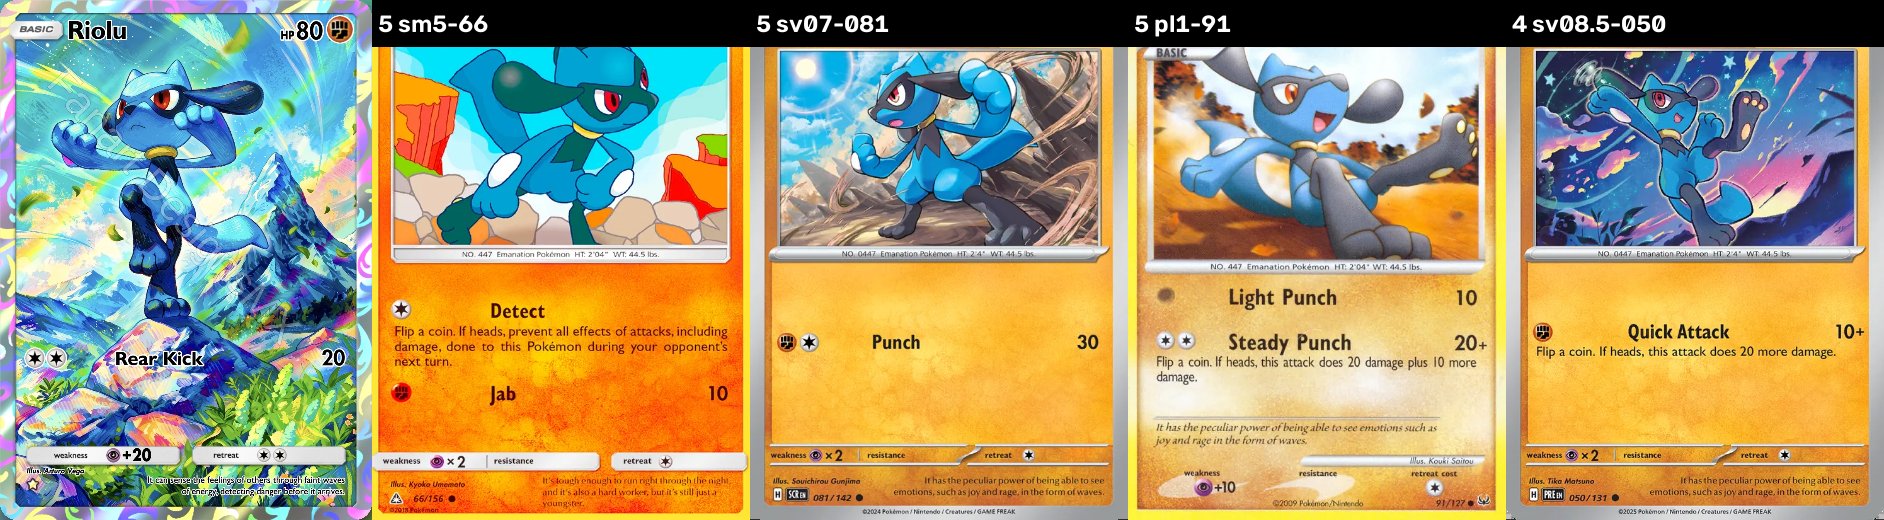 BASIC
Riolu
HP 80
Rear Kick 20
weakness +20 retreat
Illus. Arturo Vega
It can sense the feelings of others through faint waves
of energy, detecting danger before it arrives.
5 sm5-66
NO. 447 Emanation Pokémon HT: 2'04" WT: 44.5 lbs.
Detect
Flip a coin. If heads, prevent all effects of attacks, including
damage, done to this Pokémon during your opponent's
next turn.
Jab 10
weakness ×2 resistance retreat
Illus. Kyoko Umemoto
66/156
©2018 Pokémon
It's tough enough to run right through the night,
and it's also a hard worker, but it's still just a
youngster.
5 sv07-081
NO. 0447 Emanation Pokémon HT: 2'4" WT: 44.5 lbs.
Punch 30
weakness ×2 resistance retreat
Illus. Souichirou Gunjima
H SCR EN 081/142
It has the peculiar power of being able to see
emotions, such as joy and rage, in the form of waves.
©2024 Pokémon / Nintendo / Creatures / GAME FREAK
5 pl1-91
BASIC
NO. 447 Emanation Pokémon HT: 2'04" WT: 44.5 lbs.
Light Punch 10
Steady Punch 20+
Flip a coin. If heads, this attack does 20 damage plus 10 more
damage.
It has the peculiar power of being able to see emotions such as
joy and rage in the form of waves.
Illus. Kouki Saitou
weakness resistance retreat cost
+10
©2009 Pokémon/Nintendo 91/127
4 sv08.5-050
NO. 0447 Emanation Pokémon HT: 2'4" WT: 44.5 lbs.
Quick Attack 10+
Flip a coin. If heads, this attack does 20 more damage.
weakness ×2 resistance retreat
Illus. Tika Matsuno
H PRE EN 050/131
It has the peculiar power of being able to see
emotions, such as joy and rage, in the form of waves.
©2025 Pokémon / Nintendo / Creatures / GAME FREAK